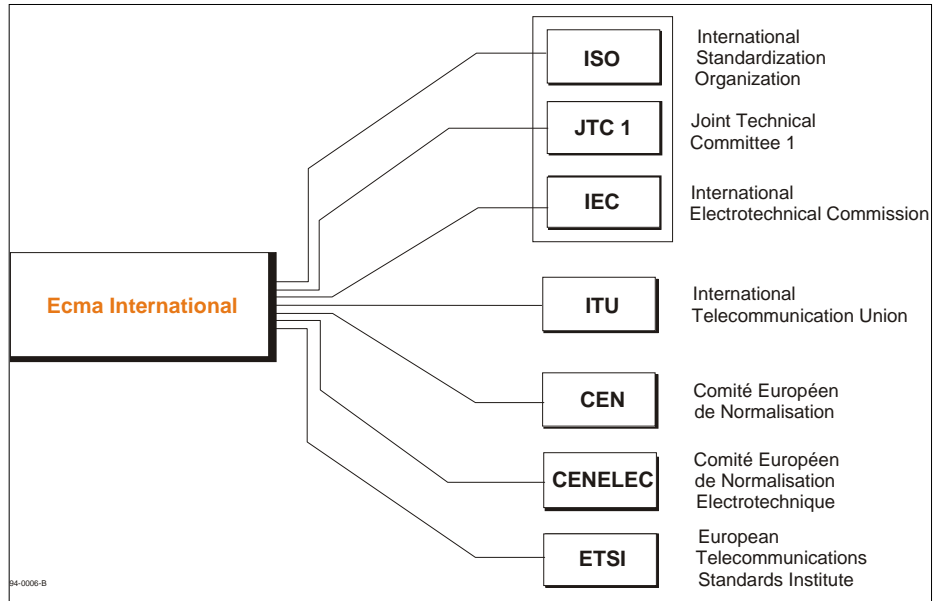 ISO
International
Standardization
Organization
JTC 1
Joint Technical
Committee 1
IEC
International
Electrotechnical Commission
Ecma International
ITU
International
Telecommunication Union
CEN
Comité Européen
de Normalisation
CENELEC
Comité Européen
de Normalisation
Electrotechnique
ETSI
European
Telecommunications
Standards Institute
94-0006-B